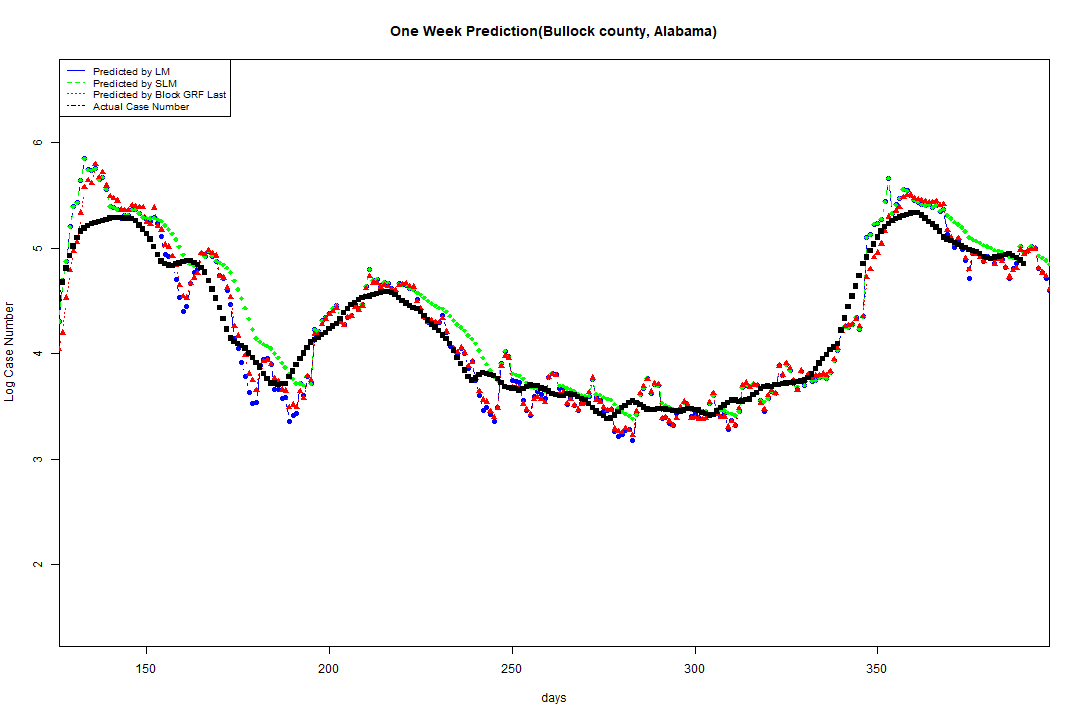 One Week Prediction(Bullock county, Alabama)
Predicted by LM
Predicted by SLM
Predicted by Block GRF Last
Actual Case Number
Log Case Number
6
5
4
3
2
150 200 250 300 350
days